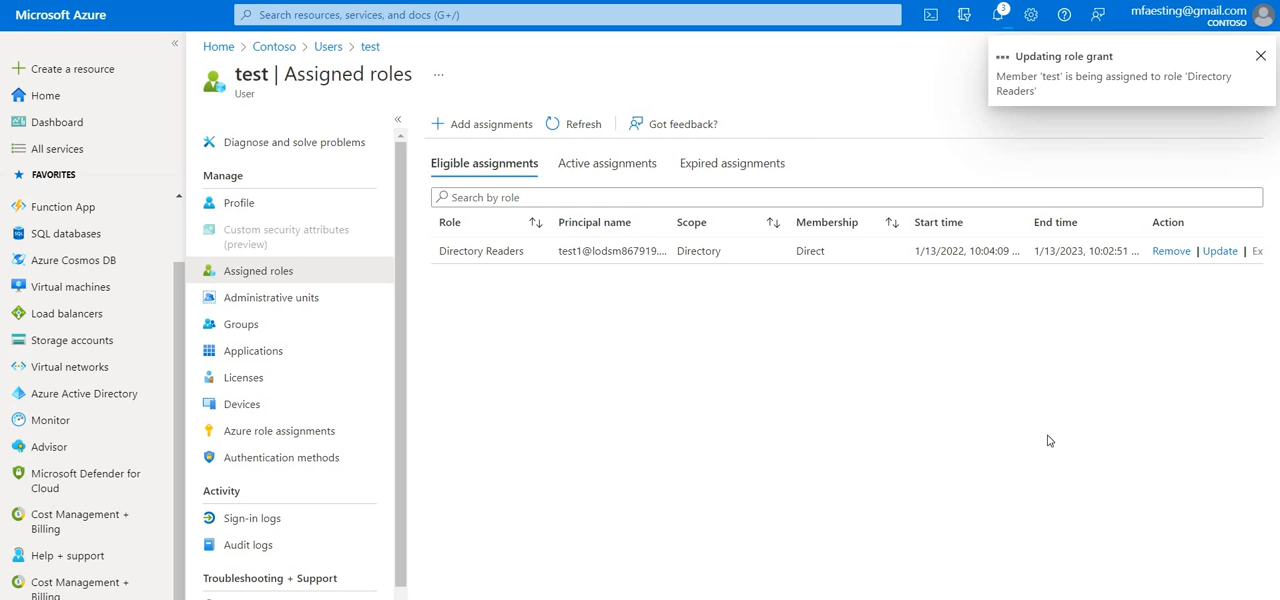 Microsoft Azure
Search resources, services, and docs (G+/)
3
mfaesting@gmail.com
CONTOSO
Create a resource
Home
Dashboard
All services
FAVORITES
Function App
SQL databases
Azure Cosmos DB
Virtual machines
Load balancers
Storage accounts
Virtual networks
Azure Active Directory
Monitor
Advisor
Microsoft Defender for
Cloud
Cost Management +
Billing
Help + support
Cost Management +
Billing
Home > Contoso > Users > test
test | Assigned roles ...
User
Diagnose and solve problems
Manage
Profile
Custom security attributes
(preview)
Assigned roles
Administrative units
Groups
Applications
Licenses
Devices
Azure role assignments
Authentication methods
Activity
Sign-in logs
Audit logs
Troubleshooting + Support
Add assignments Refresh | Got feedback?
Eligible assignments Active assignments Expired assignments
Search by role
Role Principal name Scope Membership Start time End time Action
Directory Readers test1@lodsm867919.... Directory Direct 1/13/2022, 10:04:09 ... 1/13/2023, 10:02:51 ... Remove | Update | Ex
Updating role grant
Member 'test' is being assigned to role 'Directory
Readers'